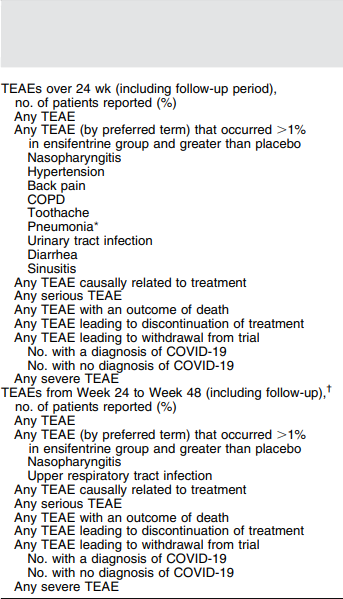 TEAEs over 24 wk (including follow-up period),
no. of patients reported (%)
Any TEAE
Any TEAE (by preferred term) that occurred >1%
in ensifentrine group and greater than placebo
Nasopharyngitis
Hypertension
Back pain
COPD
Toothache
Pneumonia*
Urinary tract infection
Diarrhea
Sinusitis
Any TEAE causally related to treatment
Any serious TEAE
Any TEAE with an outcome of death
Any TEAE leading to discontinuation of treatment
Any TEAE leading to withdrawal from trial
No. with a diagnosis of COVID-19
No. with no diagnosis of COVID-19
Any severe TEAE
TEAEs from Week 24 to Week 48 (including follow-up),†
no. of patients reported (%)
Any TEAE
Any TEAE (by preferred term) that occurred >1%
in ensifentrine group and greater than placebo
Nasopharyngitis
Upper respiratory tract infection
Any TEAE causally related to treatment
Any serious TEAE
Any TEAE with an outcome of death
Any TEAE leading to discontinuation of treatment
Any TEAE leading to withdrawal from trial
No. with a diagnosis of COVID-19
No. with no diagnosis of COVID-19
Any severe TEAE